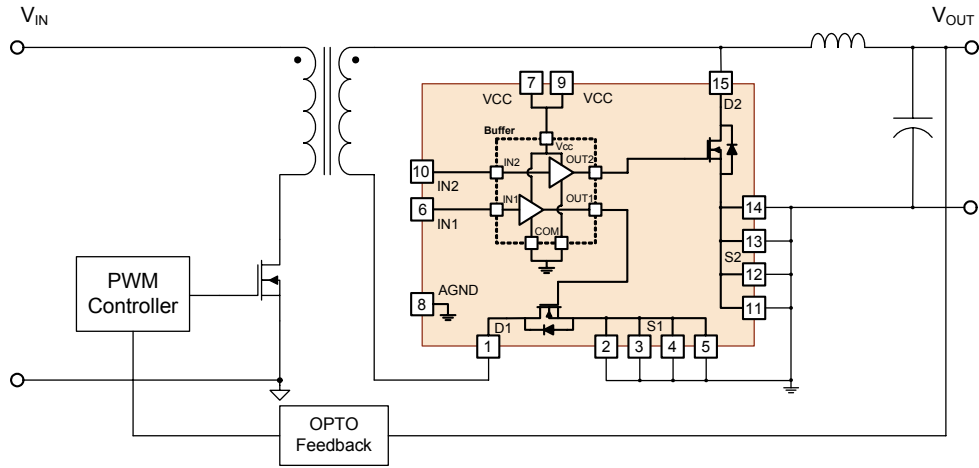 VIN
VOUT
7
9
15
VCC
VCC
D2
Buffer
Vcc
IN2
OUT2
10
IN2
IN1
OUT1
6
IN1
14
COM
13
S2
12
PWM
Controller
8
AGND
11
D1
S1
1
2
3
4
5
OPTO
Feedback